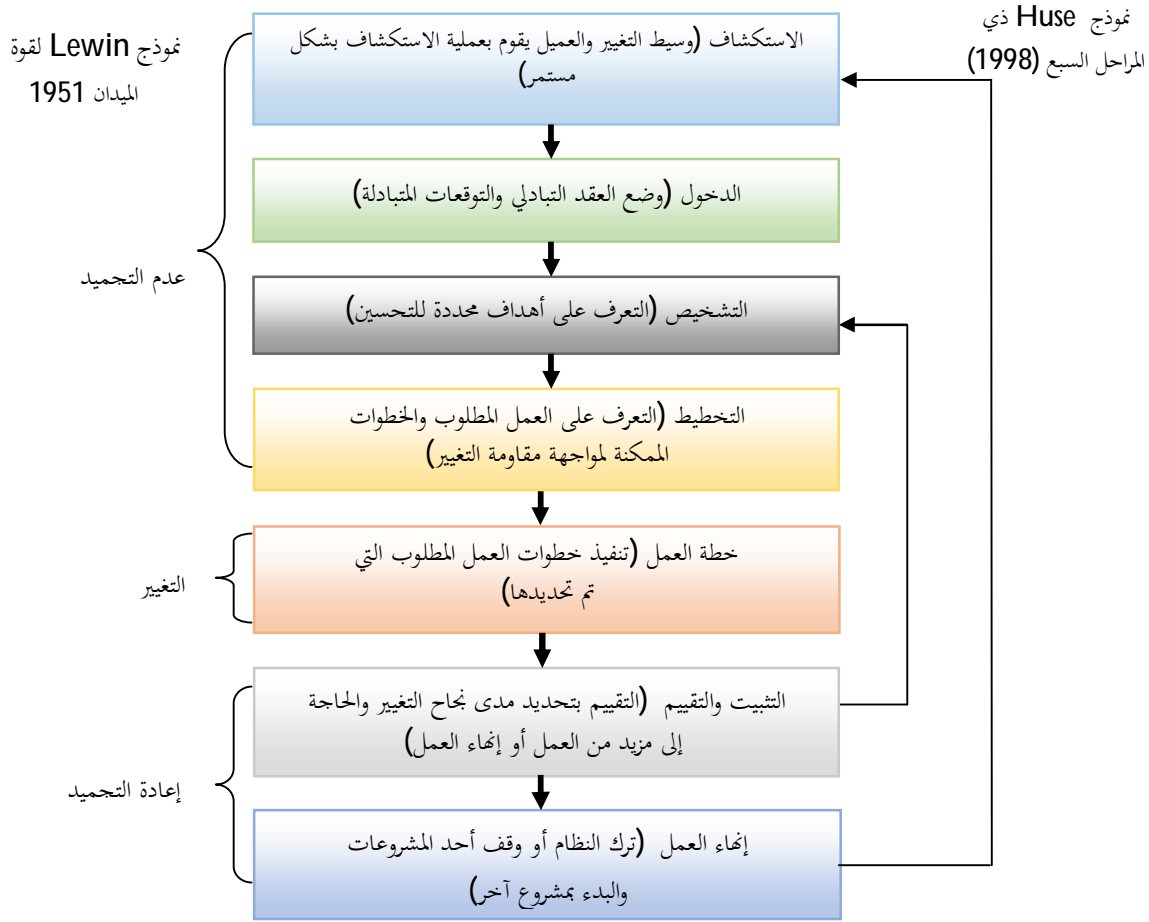 نموذج Huse ذي
المراحل السبع (1998)
نموذج Lewin لقوة
الميدان 1951
الاستكشاف (وسيط التغيير والعميل يقوم بعملية الاستكشاف بشكل
مستمر)
الدخول (وضع العقد التبادلي والتوقعات المتبادلة)
عدم التجميد
التشخيص (التعرف على أهداف محددة للتحسين)
التخطيط (التعرف على العمل المطلوب والخطوات
الممكنة لمواجهة مقاومة التغيير)
خطة العمل (تنفيذ خطوات العمل المطلوب التي
تم تحديدها)
التغيير
التثبيت والتقييم (التقييم بتحديد مدى نجاح التغيير والحاجة
إلى مزيد من العمل أو إنهاء العمل)
إعادة التجميد
إنهاء العمل (ترك النظام أو وقف أحد المشروعات
والبدء بمشروع آخر)